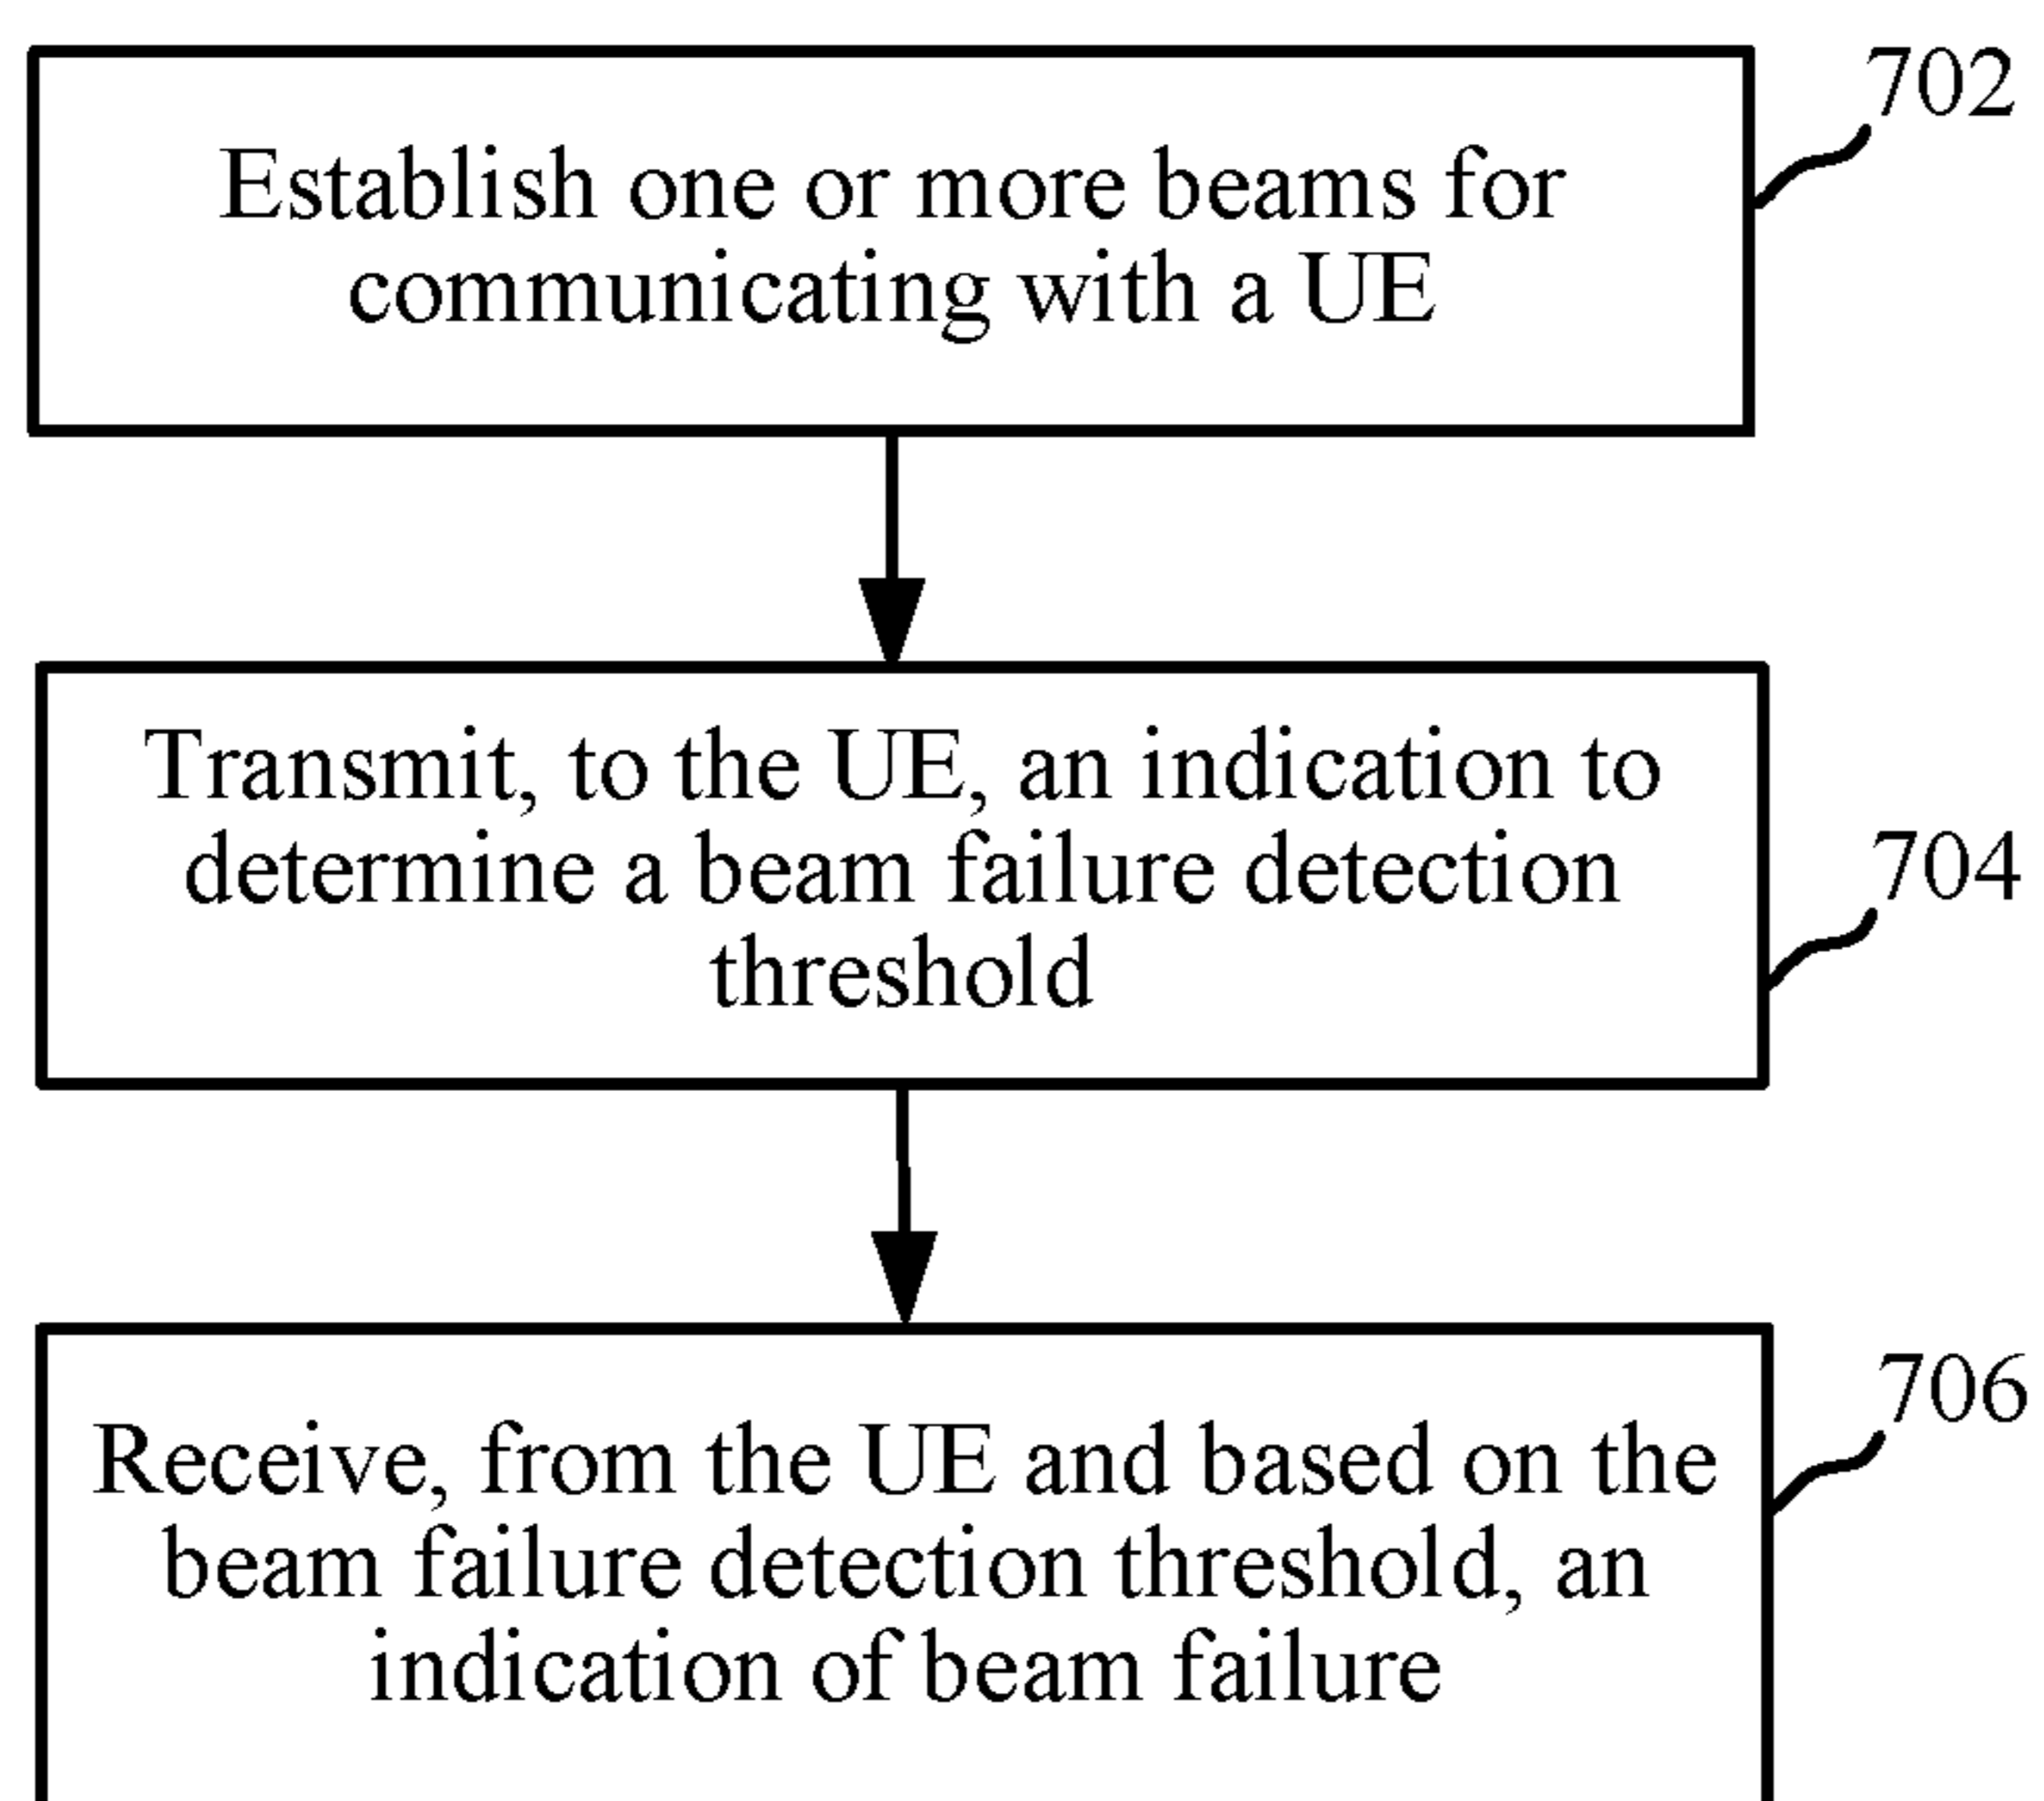 702
Establish one or more beams for
communicating with a UE
Transmit, to the UE, an indication to
determine a beam failure detection
threshold
704
706
Receive, from the UE and based on the
beam failure detection threshold, an
indication of beam failure